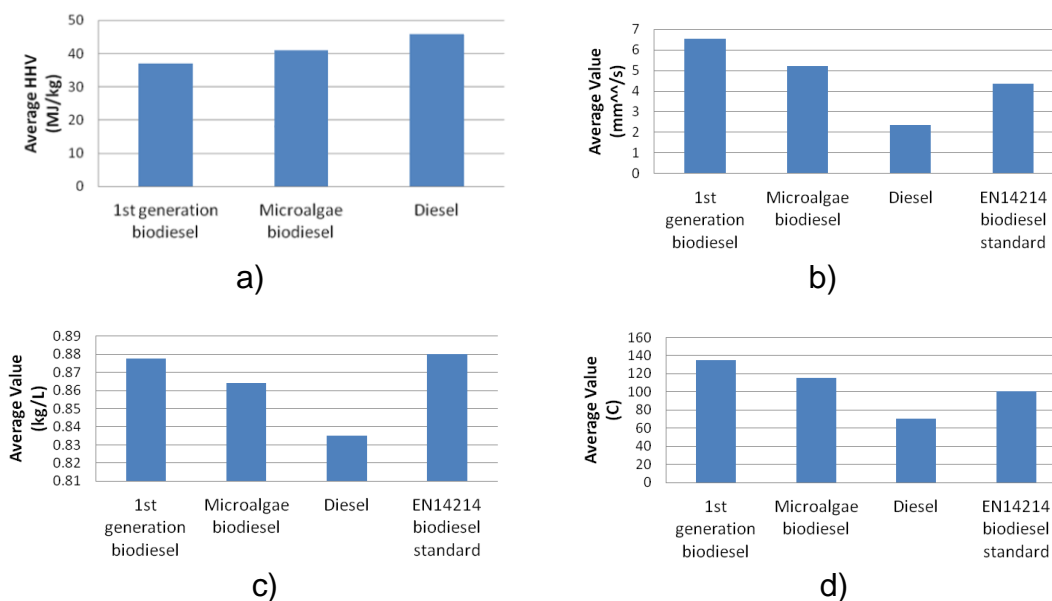 Average HHV
(MJ/kg)
50
40
30
20
10
0
1st generation
biodiesel
Microalgae
biodiesel
Diesel
a)
Average Value
(mm^^/s)
7
6
5
4
3
2
1
0
1st
generation
biodiesel
Microalgae
biodiesel
Diesel
EN14214
biodiesel
standard
b)
Average Value
(kg/L)
0.89
0.88
0.87
0.86
0.85
0.84
0.83
0.82
0.81
1st
generation
biodiesel
Microalgae
biodiesel
Diesel
EN14214
biodiesel
standard
c)
Average Value
(C)
160
140
120
100
80
60
40
20
0
1st
generation
biodiesel
Microalgae
biodiesel
Diesel
EN14214
biodiesel
standard
d)